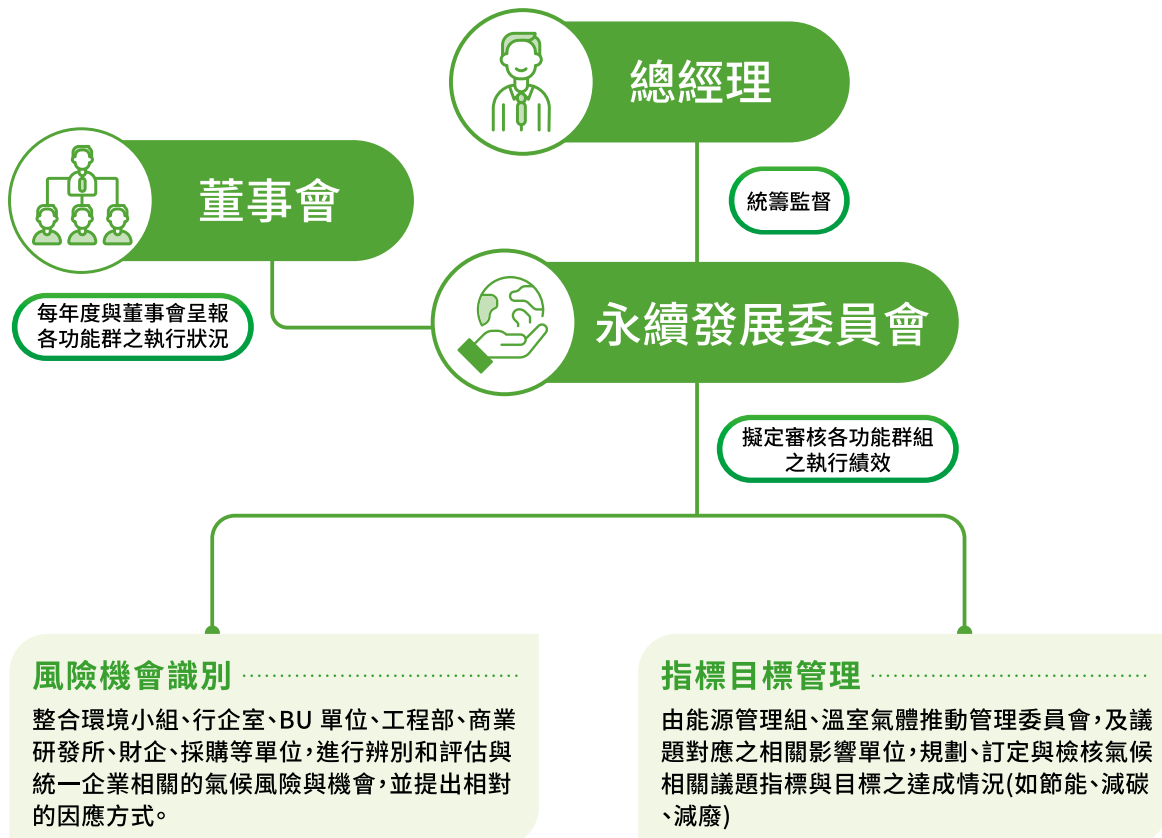 總經理
統籌監督
董事會
每年度與董事會呈報
各功能群之執行狀況
永續發展委員會
擬定審核各功能群組
之執行績效
風險機會識別
整合環境小組、行企室、BU 單位、工程部、商業
研發所、財企、採購等單位,進行辨別和評估與
統一企業相關的氣候風險與機會,並提出相對
的因應方式。
指標目標管理
由能源管理組、溫室氣體推動管理委員會,及議
題對應之相關影響單位,規劃、訂定與檢核氣候
相關議題指標與目標之達成情況(如節能、減碳
、減廢)